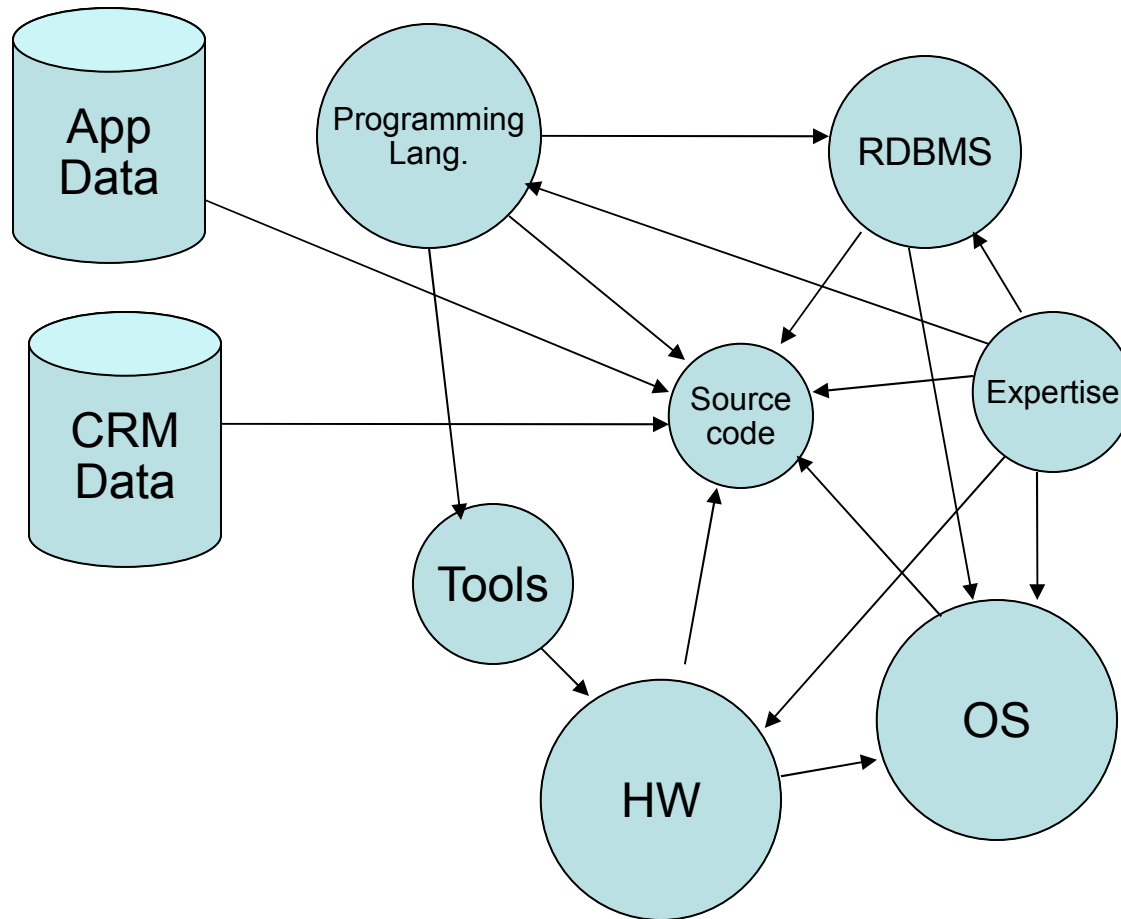 App
Data
Programming
Lang.
RDBMS
CRM
Data
Source
code
Expertise
Tools
HW
OS